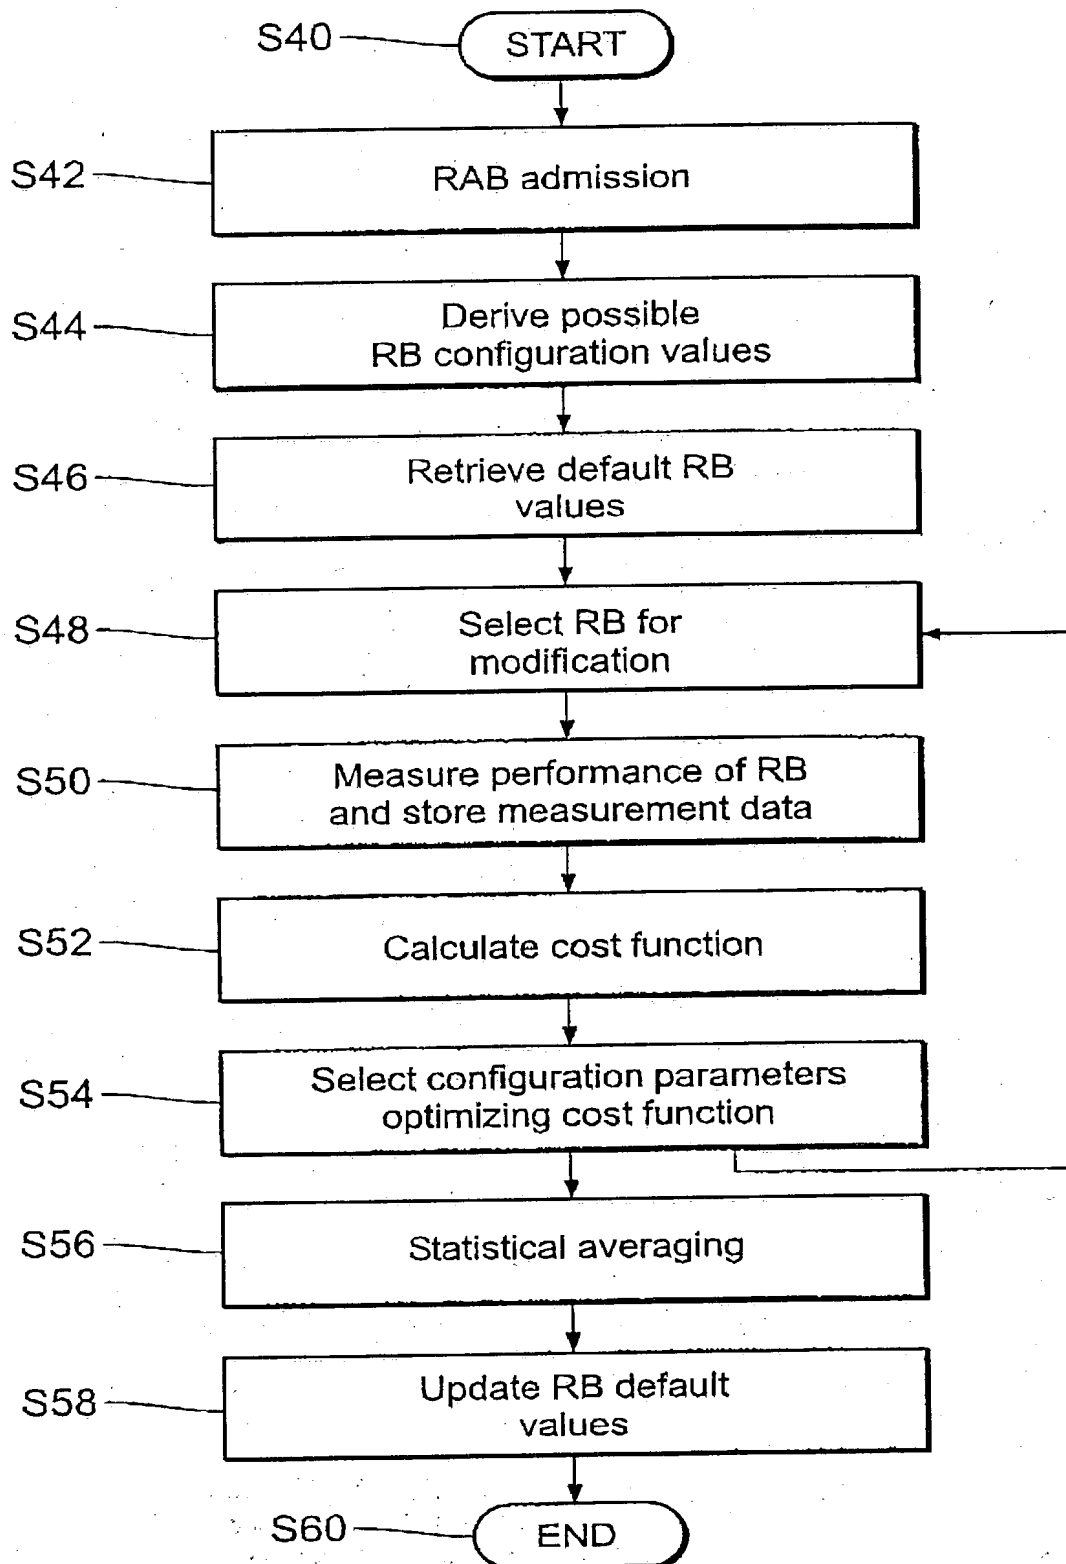 S40
START
S42
RAB admission
S44
Derive possible
RB configuration values
S46
Retrieve default RB
values
S48
Select RB for
modification
S50
Measure performance of RB
and store measurement data
S52
Calculate cost function
S54
Select configuration parameters
optimizing cost function
S56
Statistical averaging
S58
Update RB default
values
S60
END